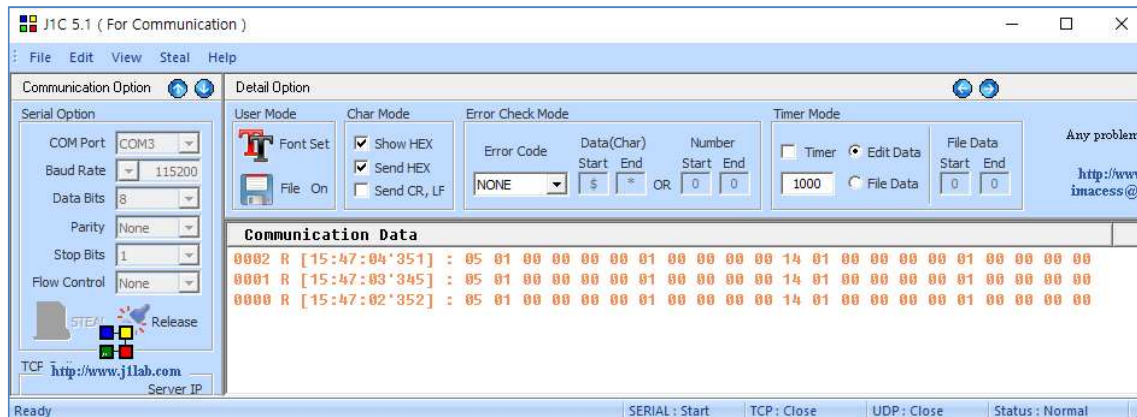 J1C 5.1 ( For Communication )
File Edit View Steal Help
Communication Option
Detail Option
Serial Option
COM Port COM3
Baud Rate 115200
Data Bits 8
Parity None
Stop Bits 1
Flow Control None
STEAL Release
http://www.j1lab.com
TCP
Server IP
User Mode
Font Set
File On
Char Mode
Show HEX
Send HEX
Send CR, LF
Error Check Mode
Error Code Data(Char) Number
Start End Start End
NONE $ * OR 0 0
Timer Mode
Timer Edit Data File Data
Start End
1000 File Data 0 0
Any problem
http://www
imacess@
Communication Data
0002 R [15:47:04'351] : 05 01 00 00 00 00 01 00 00 00 00 14 01 00 00 00 00 01 00 00 00 00
0001 R [15:47:03'345] : 05 01 00 00 00 00 01 00 00 00 00 14 01 00 00 00 00 01 00 00 00 00
0000 R [15:47:02'352] : 05 01 00 00 00 00 01 00 00 00 00 14 01 00 00 00 00 01 00 00 00 00
Ready SERIAL : Start TCP : Close UDP : Close Status : Normal